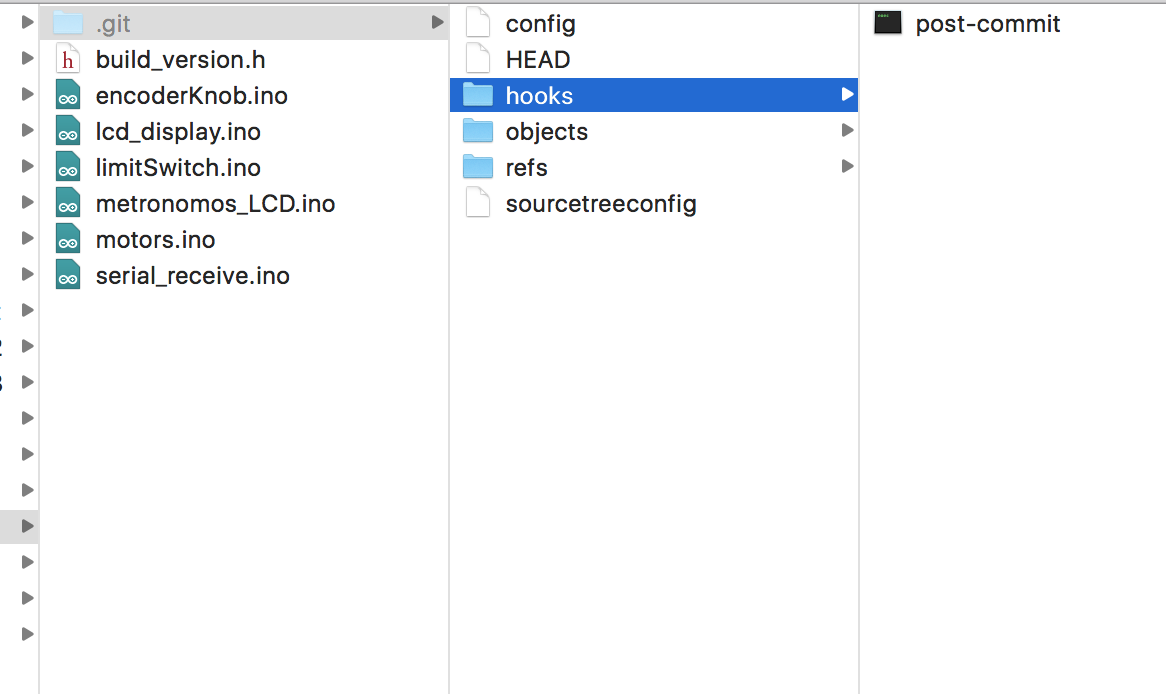 .git
build_version.h
encoderKnob.ino
lcd_display.ino
limitSwitch.ino
metronomos_LCD.ino
motors.ino
serial_receive.ino
config
HEAD
hooks
objects
refs
sourcetreeconfig
post-commit